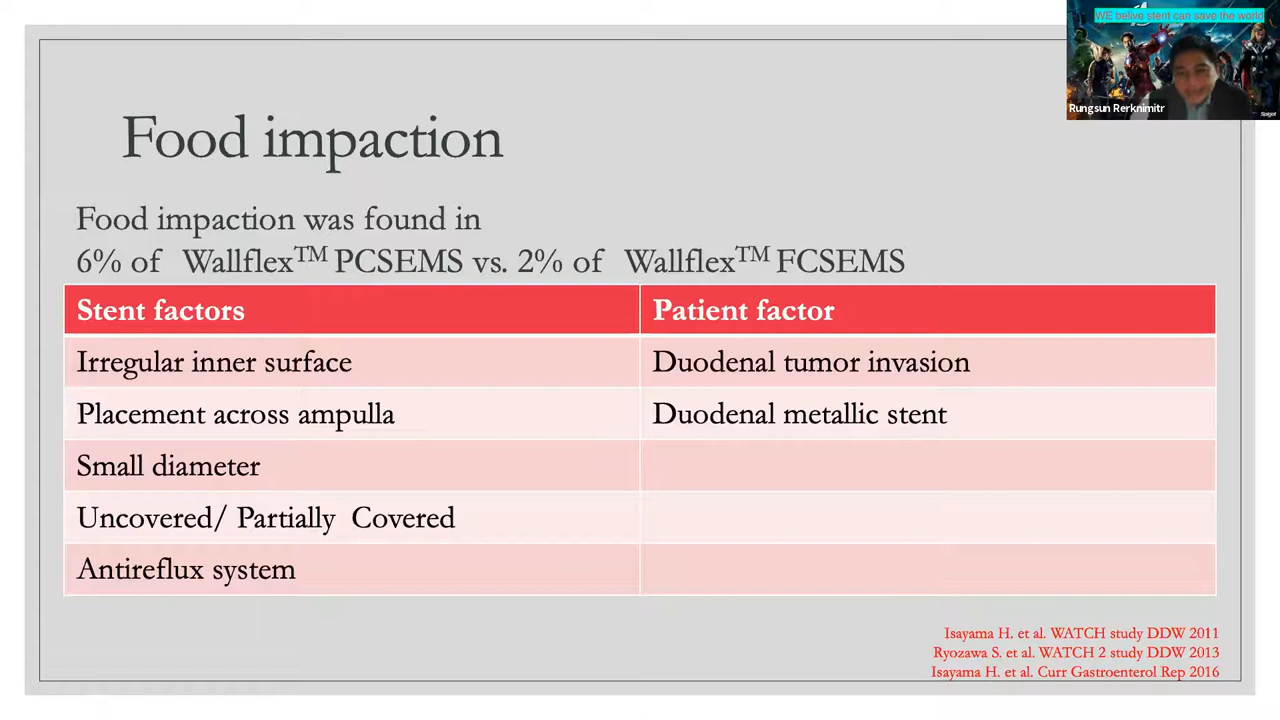 WE belive stent can save the world
Rungsun Rerknimitr
Spigot
Food impaction
Food impaction was found in
6% of Wallflex™ PCSEMS vs. 2% of Wallflex™ FCSEMS
Stent factors
Patient factor
Irregular inner surface
Duodenal tumor invasion
Placement across ampulla
Duodenal metallic stent
Small diameter
Uncovered/ Partially Covered
Antireflux system
Isayama H. et al. WATCH study DDW 2011
Ryozawa S. et al. WATCH 2 study DDW 2013
Isayama H. et al. Curr Gastroenterol Rep 2016